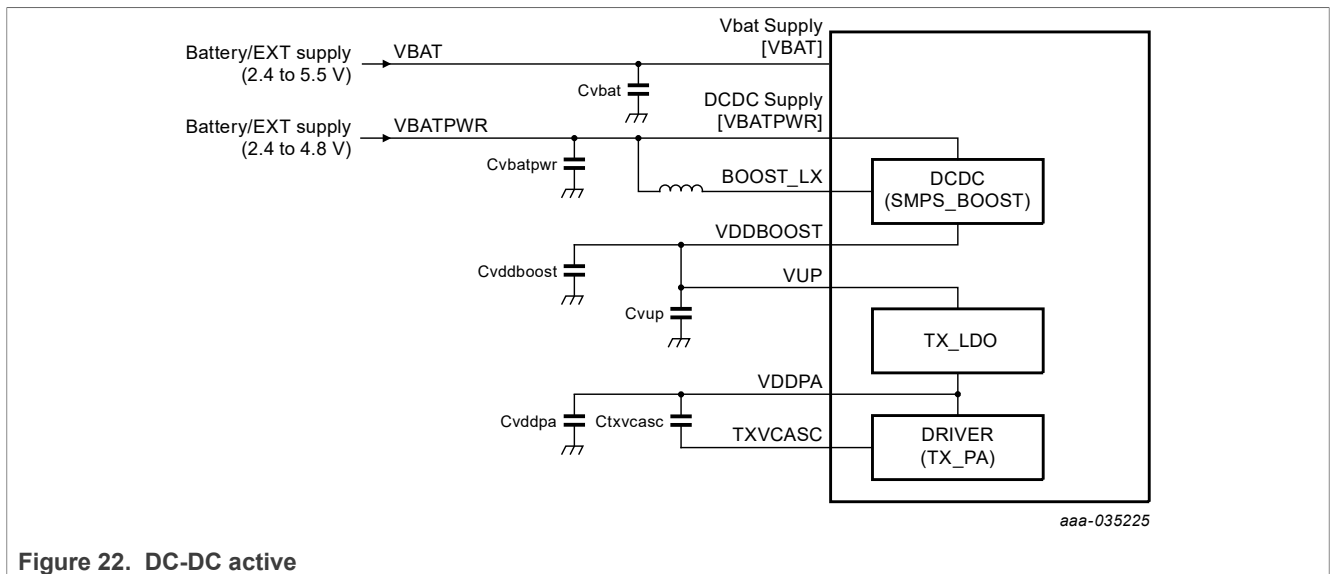 Vbat Supply
[VBAT]
Battery/EXT supply
(2.4 to 5.5 V)
VBAT
Cvbat
DCDC Supply
[VBATPWR]
Battery/EXT supply
(2.4 to 4.8 V)
VBATPWR
Cvbatpwr
BOOST_LX
DCDC
(SMPS_BOOST)
VDDBOOST
Cvddboost
VUP
Cvup
TX_LDO
VDDPA
Cvddpa
Ctxvcasc
TXVCASC
DRIVER
(TX_PA)
aaa-035225
Figure 22. DC-DC active